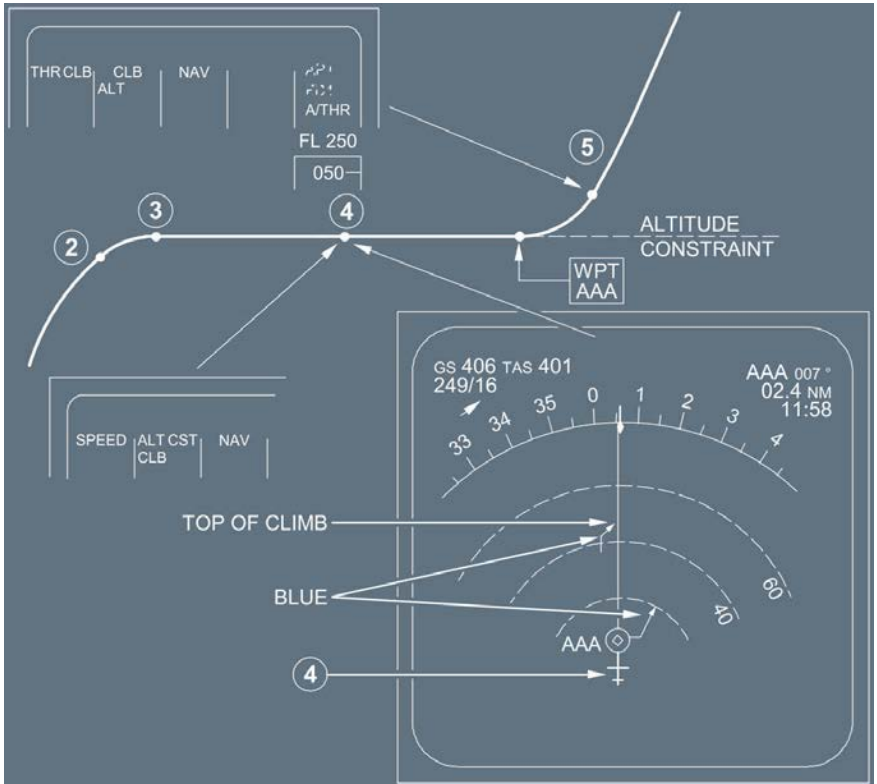 THR CLB CLB NAV
ALT
A/THR
FL 250
050
5
3
4
2
ALTITUDE
CONSTRAINT
WPT
AAA
SPEED ALT CST NAV
CLB
GS 406 TAS 401
249/16
AAA 007 °
02.4 NM
11:58
33 34 35 0 1 2 3 4
TOP OF CLIMB
BLUE
60
40
AAA
4